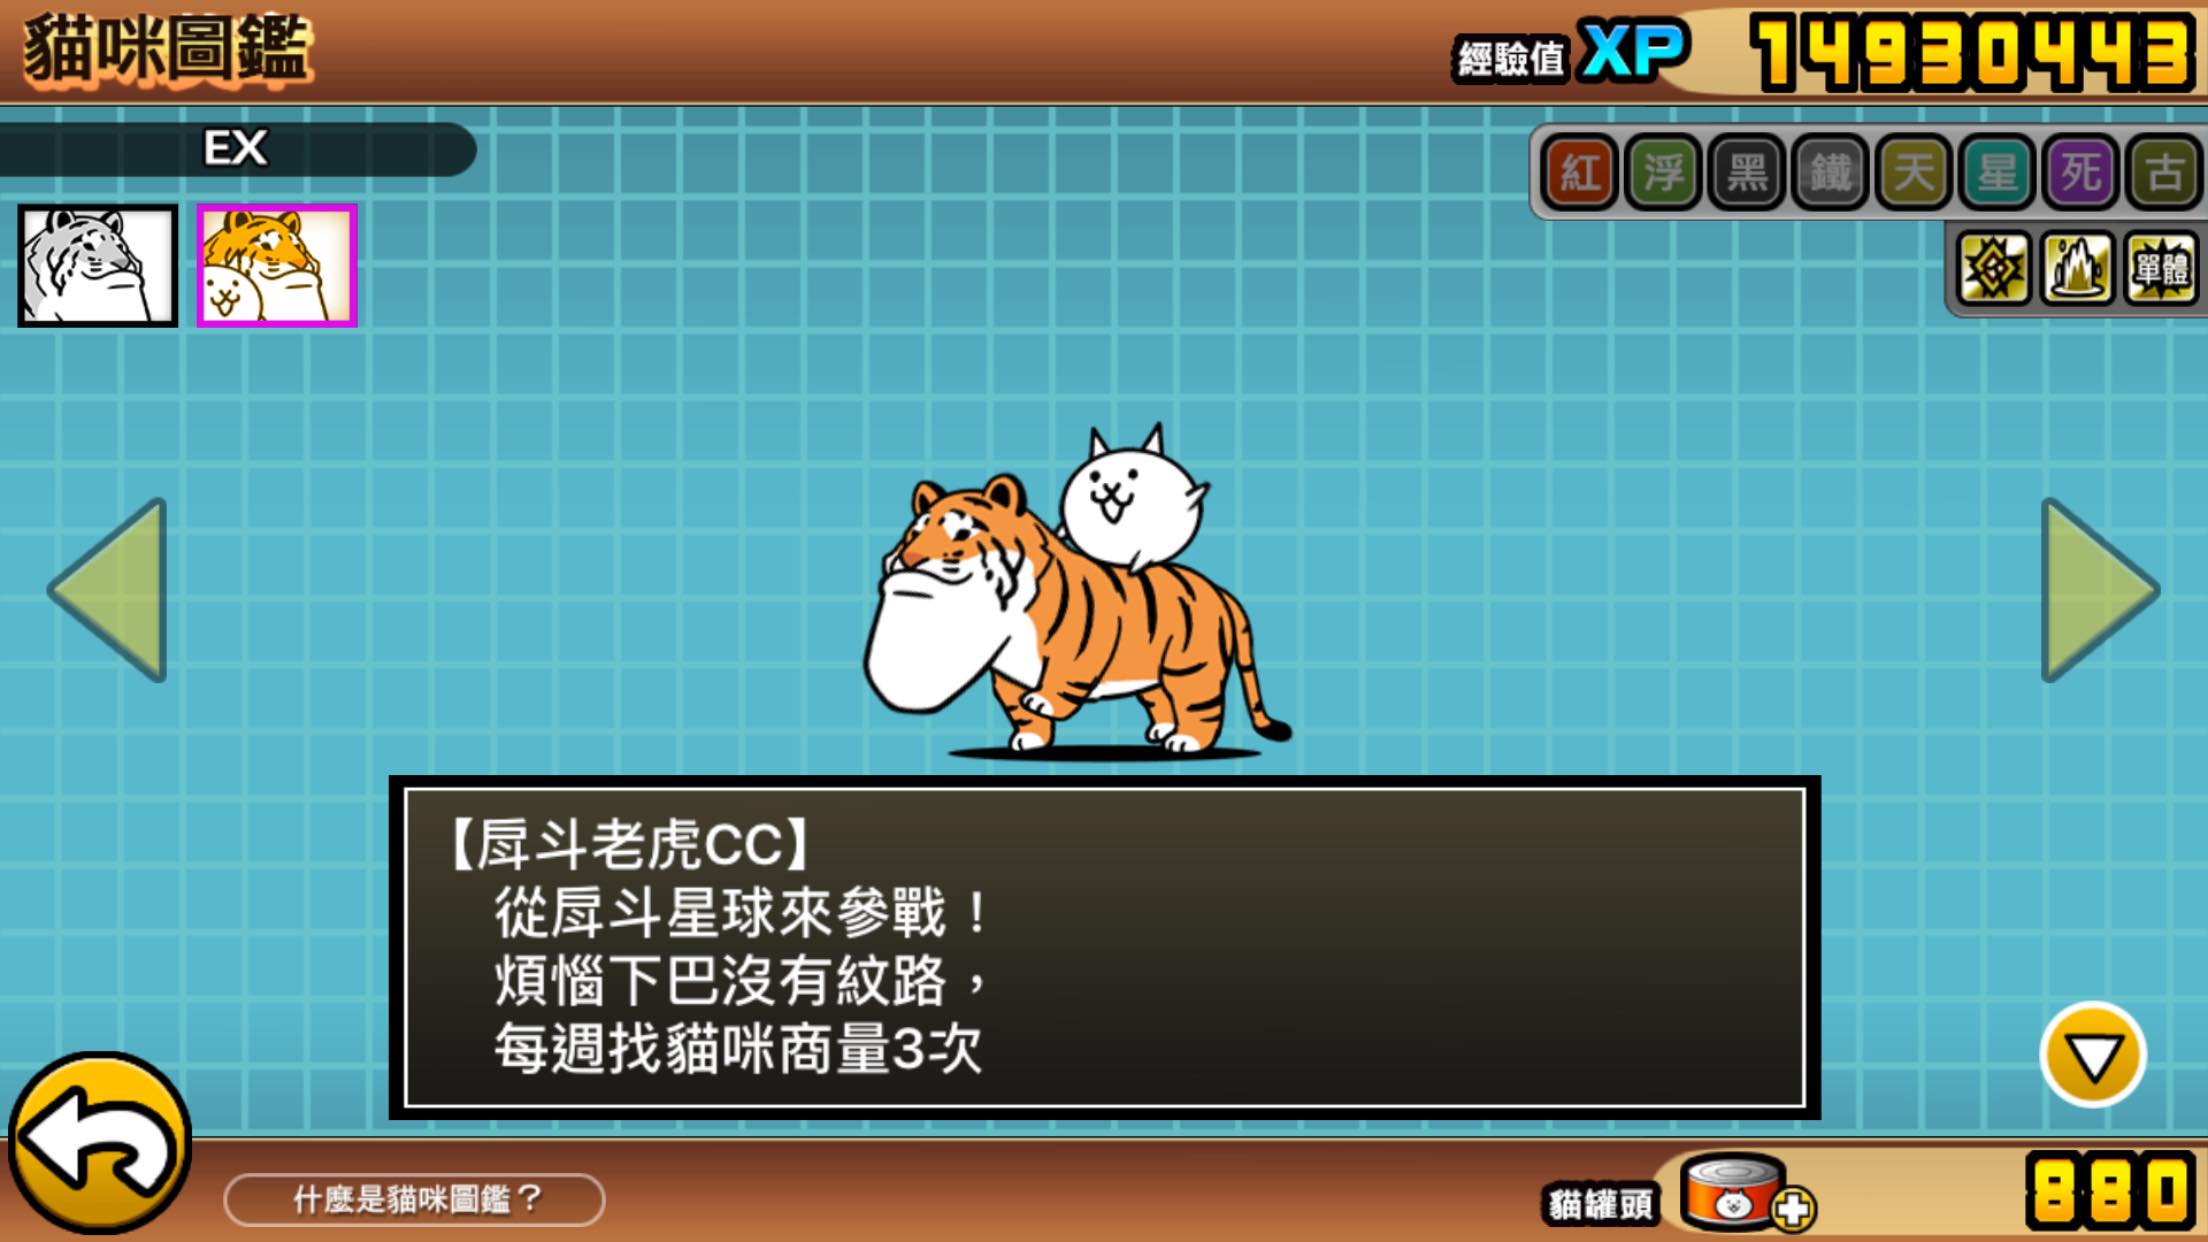 貓咪圖鑑
經驗值 XP 14930443
EX
紅 浮 黑 鐵 天 星 死 古
單體
【戽斗老虎CC】
從戽斗星球來參戰！
煩惱下巴沒有紋路，
每週找貓咪商量3次
什麼是貓咪圖鑑？
貓罐頭 880